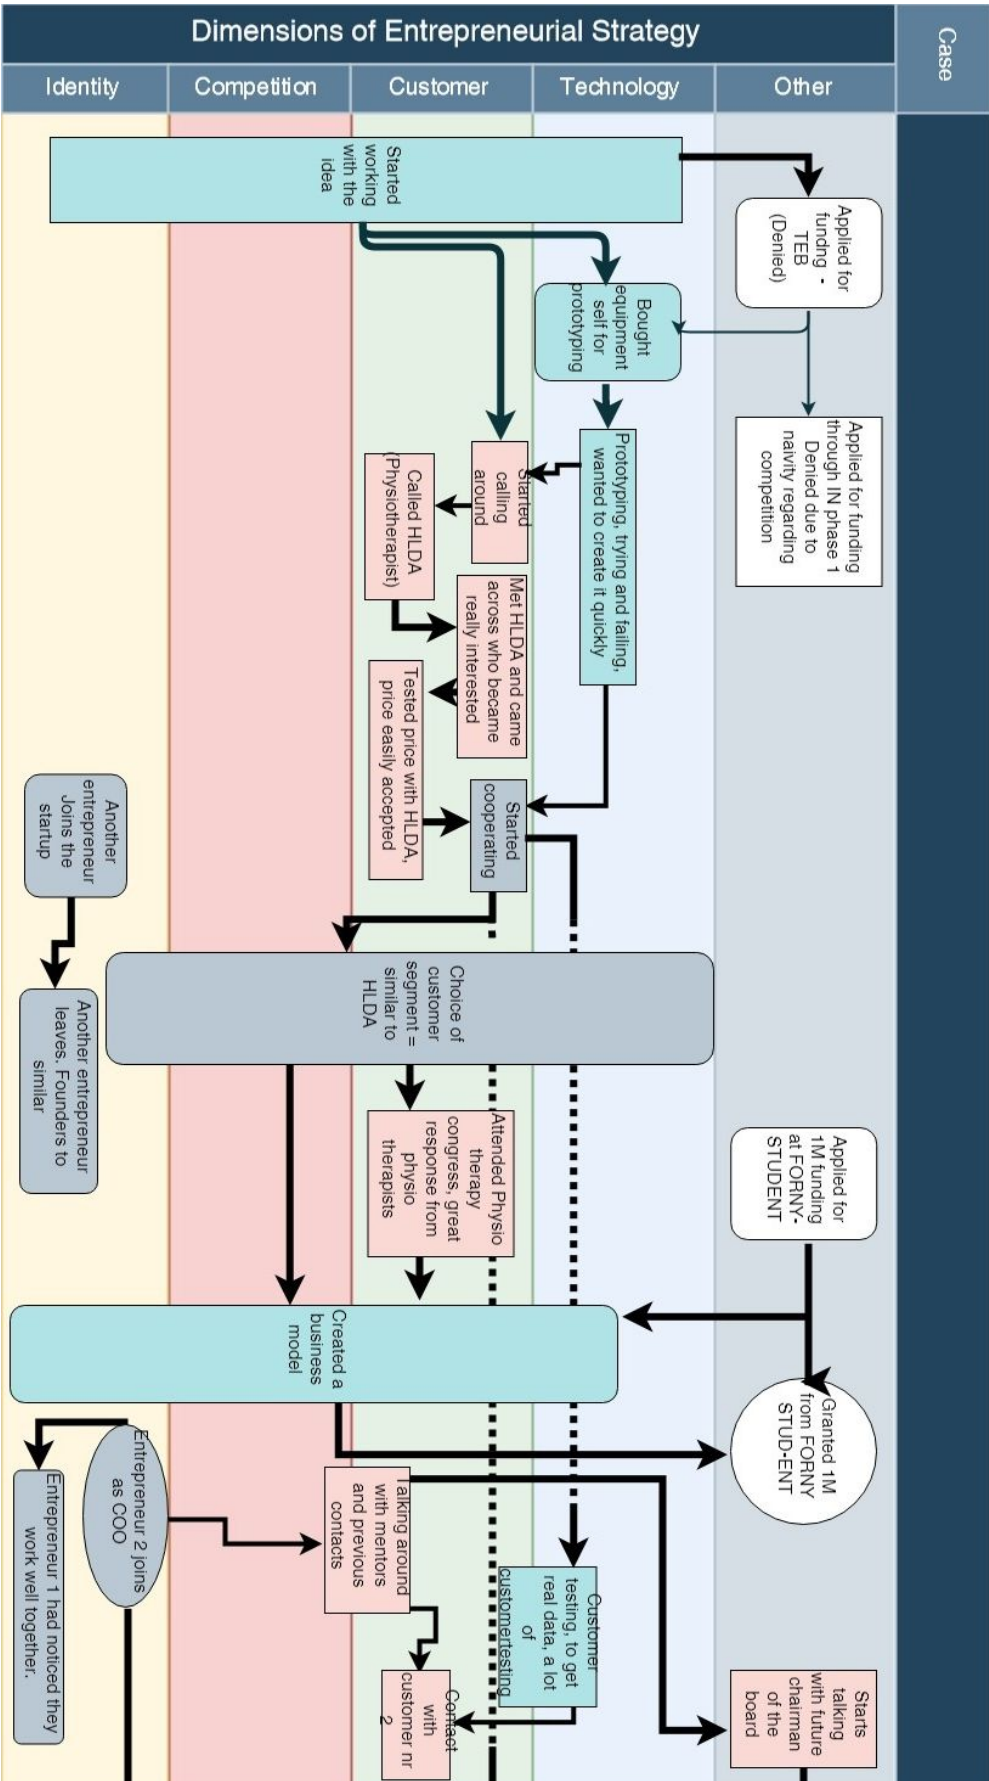 Dimensions of Entrepreneurial Strategy
Case
Identity
Competition
Customer
Technology
Other
Started
working
with the
idea
Applied for
fundng -
TEB
(Denied)
Bought
equipment
self for
prototyping
Applied for funding
through IN phase 1
Denied due to
naivity regarding
competition
Prototyping, trying and failing,
wanted to create it quickly
Started
calling
around
Called HLDA
(Physiotherapist)
Met HLDA and came
across who became
really interested
Tested price with HLDA,
price easily accepted
Started
cooperating
Another
entrepreneur
Joins the
startup
Another entrepreneur
leaves. Founders to
similar
Choice of
customer
segment =
similar to
HLDA
Attended Physio
therapy
congress, great
response from
physio
therapists
Applied for
1M funding
at FORNY-
STUDENT
Created a
business
model
Granted 1M
from FORNY
STUD-ENT
Entrepreneur 2 joins
as COO
Entrepreneur 1 had noticed they
work well together.
Talking around
with mentors
and previous
contacts
Customer
testing, to get
real data, a lot
of
customertesting
Contact
with
customer nr
2
Starts
talking
with future
chairman
of the
board